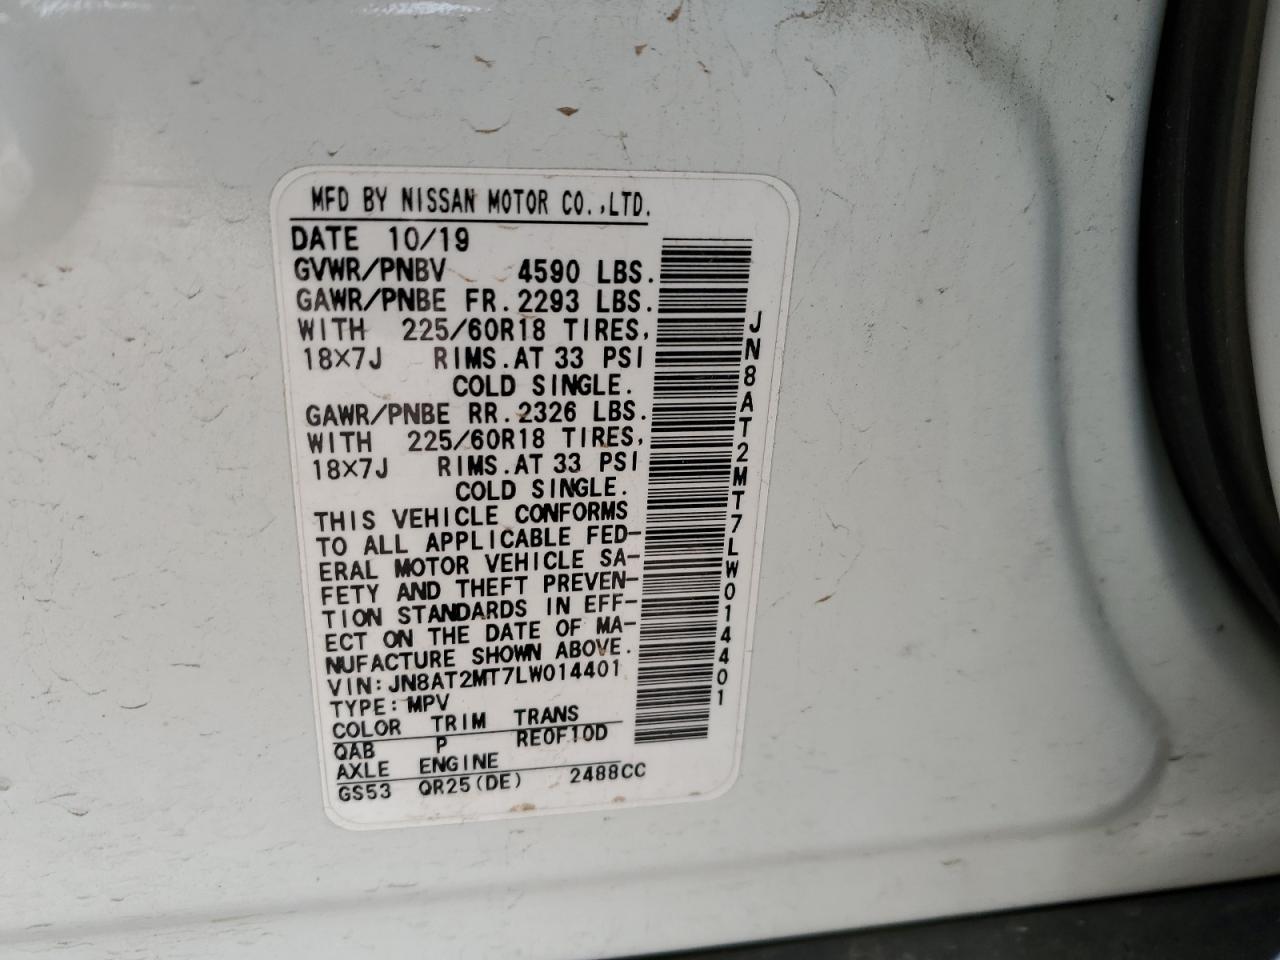 MFD BY NISSAN MOTOR CO.,LTD.
DATE 10/19
GVWR/PNBV 4590 LBS.
GAWR/PNBE FR.2293 LBS.
WITH 225/60R18 TIRES,
18X7J RIMS.AT 33 PSI
COLD SINGLE.
GAWR/PNBE RR.2326 LBS.
WITH 225/60R18 TIRES,
18X7J RIMS.AT 33 PSI
COLD SINGLE.
THIS VEHICLE CONFORMS
TO ALL APPLICABLE FED-
ERAL MOTOR VEHICLE SA-
FETY AND THEFT PREVEN-
TION STANDARDS IN EFF-
ECT ON THE DATE OF MA-
NUFACTURE SHOWN ABOVE.
VIN:JN8AT2MT7LW014401
TYPE:MPV
COLOR TRIM TRANS
QAB P RE0F10D
AXLE ENGINE
GS53 QR25(DE) 2488CC
JN8AT2MT7LW014401